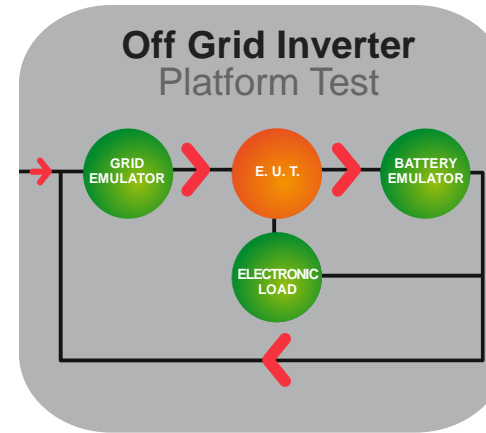 Off Grid Inverter
Platform Test
GRID
EMULATOR
E. U. T.
BATTERY
EMULATOR
ELECTRONIC
LOAD